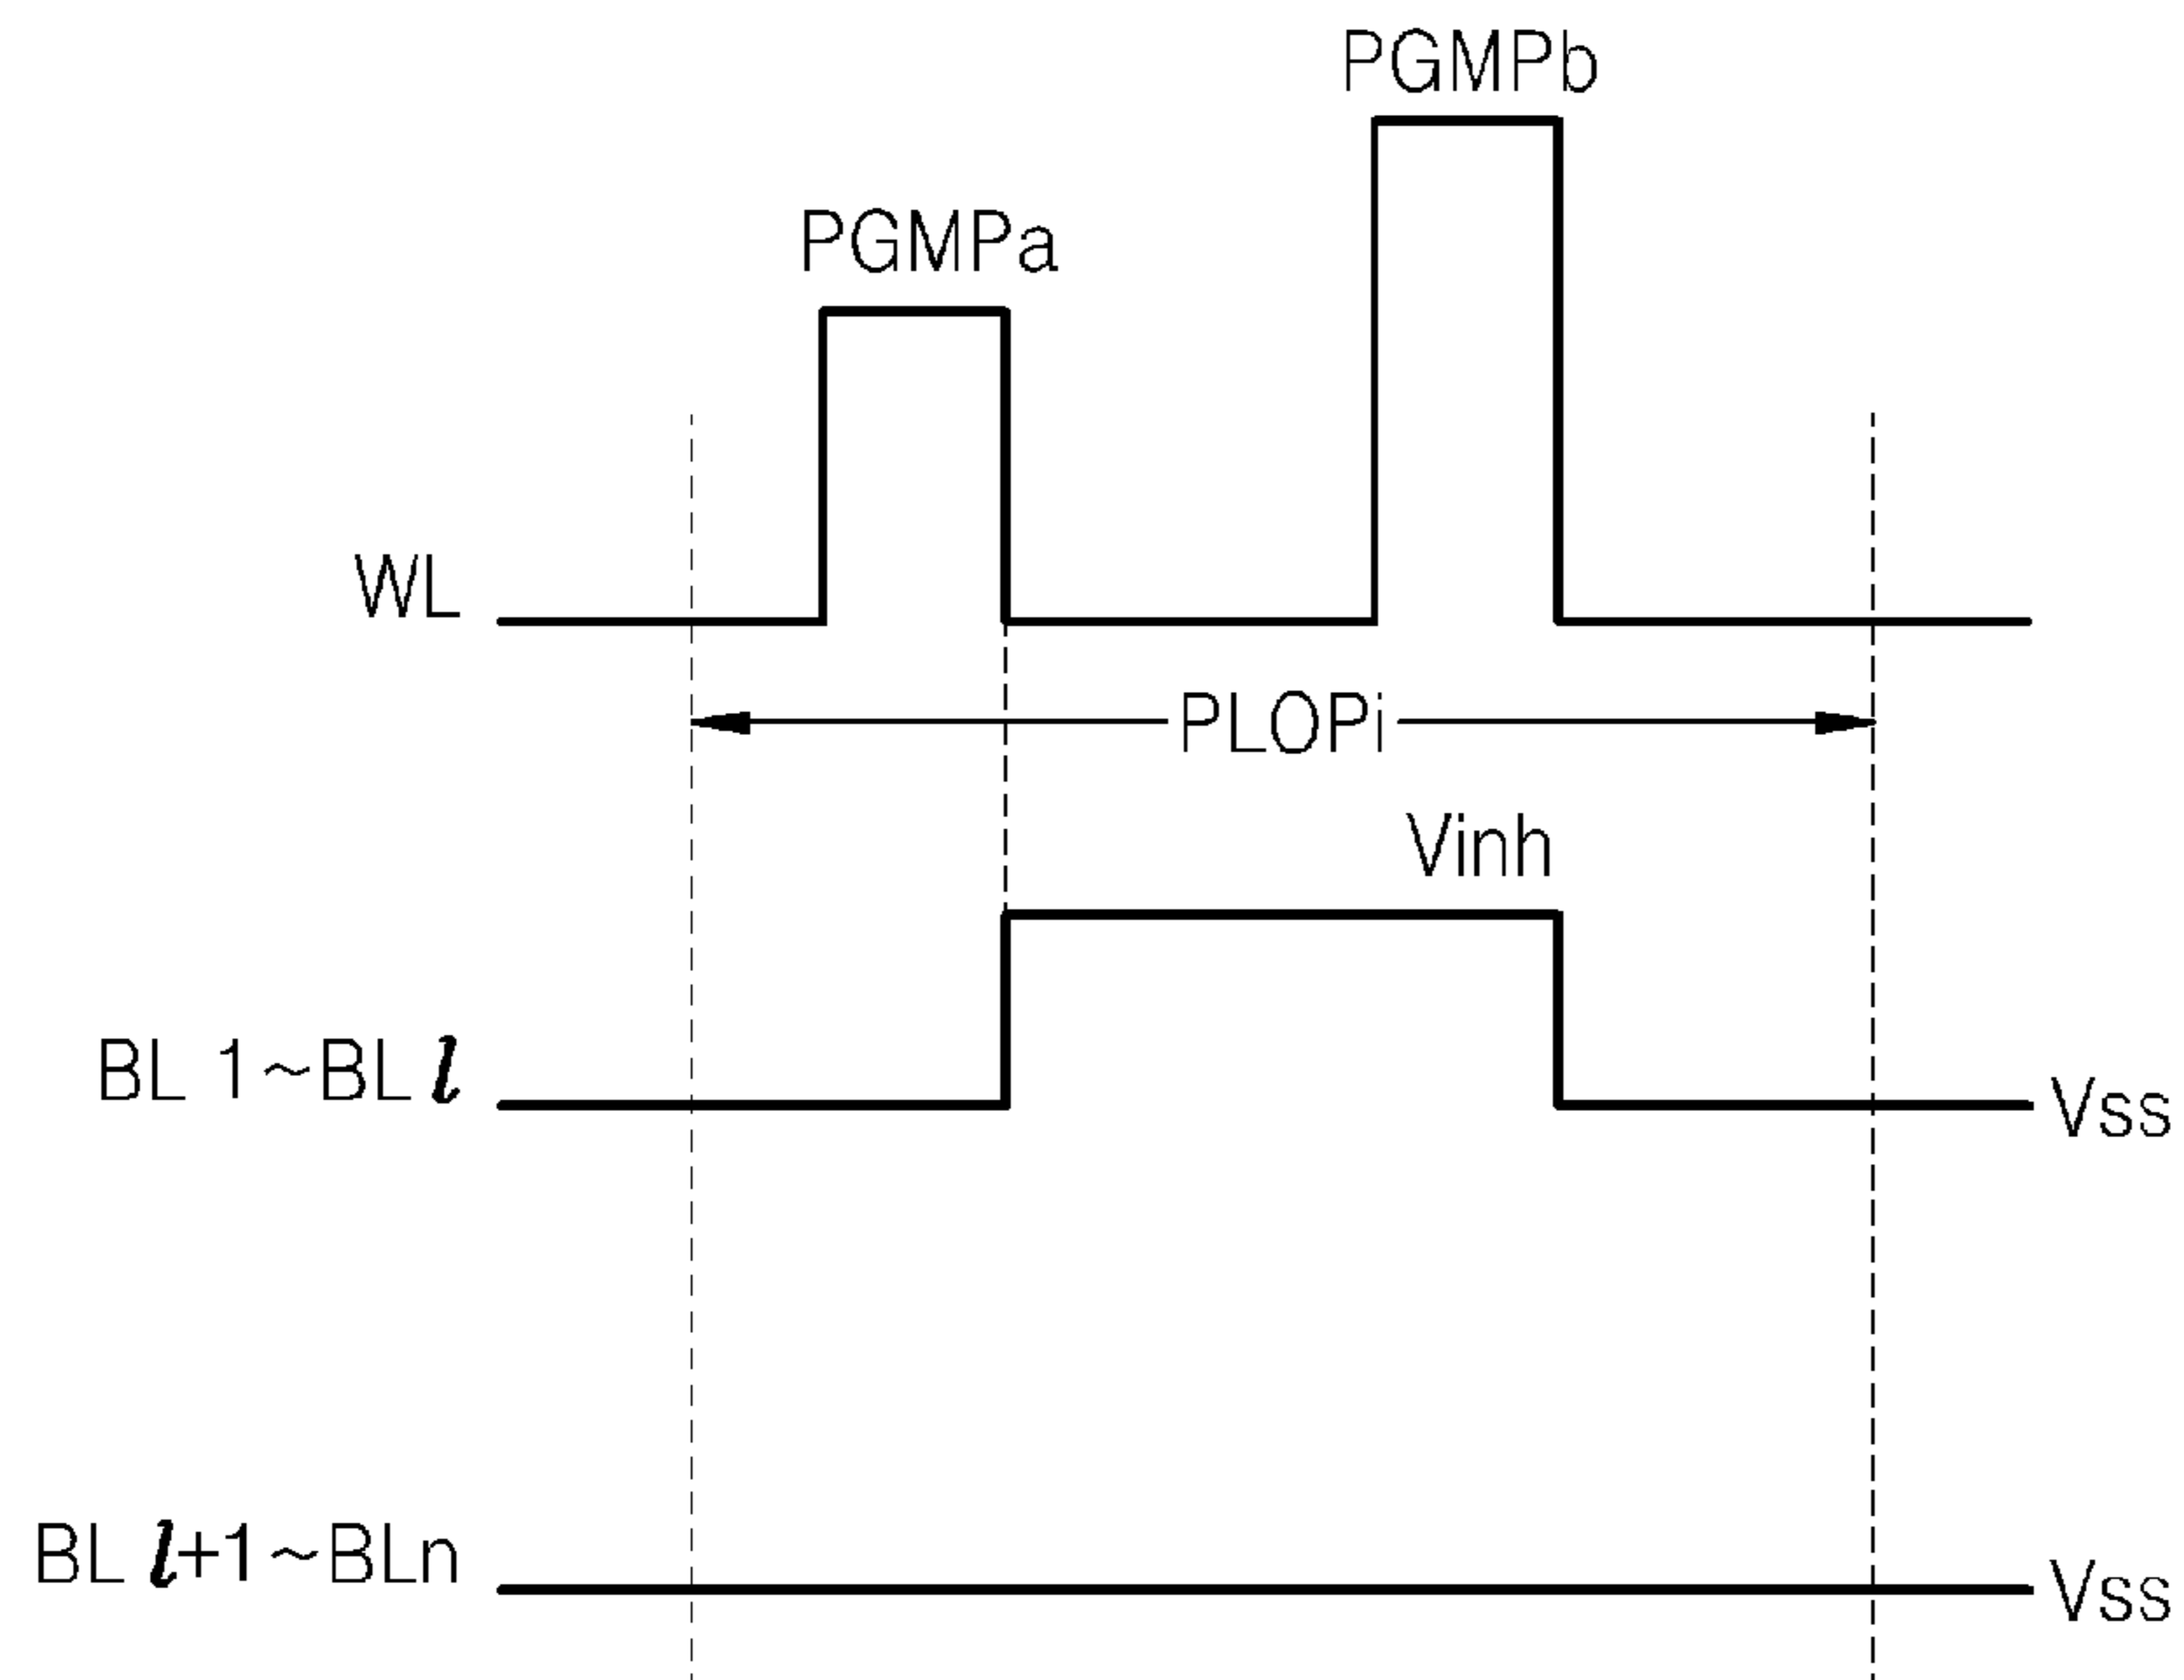 PGMPb
PGMPa
WL
PLOPi
Vinh
BL 1~BL l
Vss
BL l+1~BLn
Vss